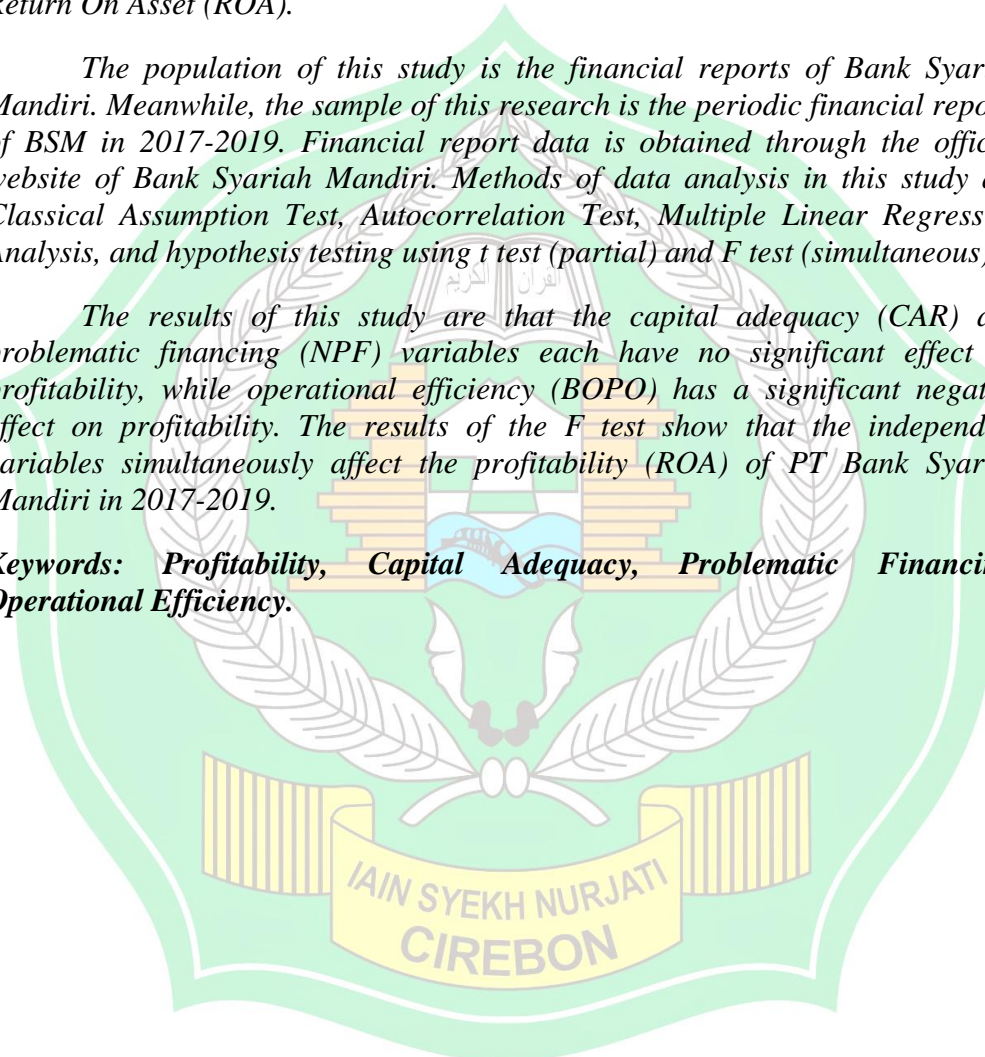 Return On Asset (ROA).
The population of this study is the financial reports of Bank Syar
Mandiri. Meanwhile, the sample of this research is the periodic financial repo
of BSM in 2017-2019. Financial report data is obtained through the offic
website of Bank Syariah Mandiri. Methods of data analysis in this study a
Classical Assumption Test, Autocorrelation Test, Multiple Linear Regress
Analysis, and hypothesis testing using t test (partial) and F test (simultaneous)
القرآن الكريم
The results of this study are that the capital adequacy (CAR) a
problematic financing (NPF) variables each have no significant effect
profitability, while operational efficiency (BOPO) has a significant negat
effect on profitability. The results of the F test show that the independ
variables simultaneously affect the profitability (ROA) of PT Bank Syar
Mandiri in 2017-2019.
Keywords: Profitability, Capital Adequacy, Problematic Financin
Operational Efficiency.
IAIN SYEKH NURJATI
CIREBON